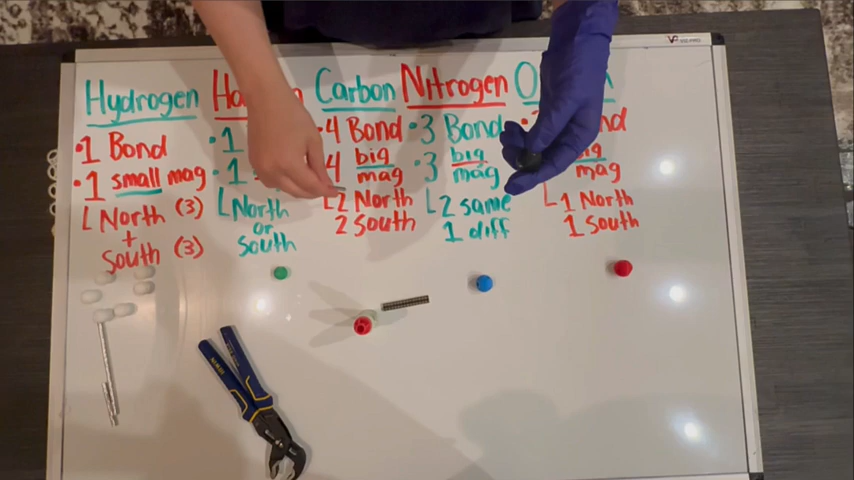 Hydrogen
•1 Bond
•1 small mag
North (3)
+
South (3)
•1
•1
North
or
South
Carbon
•4 Bond
4 big
mag
2 North
2 South
Nitrogen
•3 Bond
•3 big
mag
2 same
1 diff
big
mag
1 North
1 South